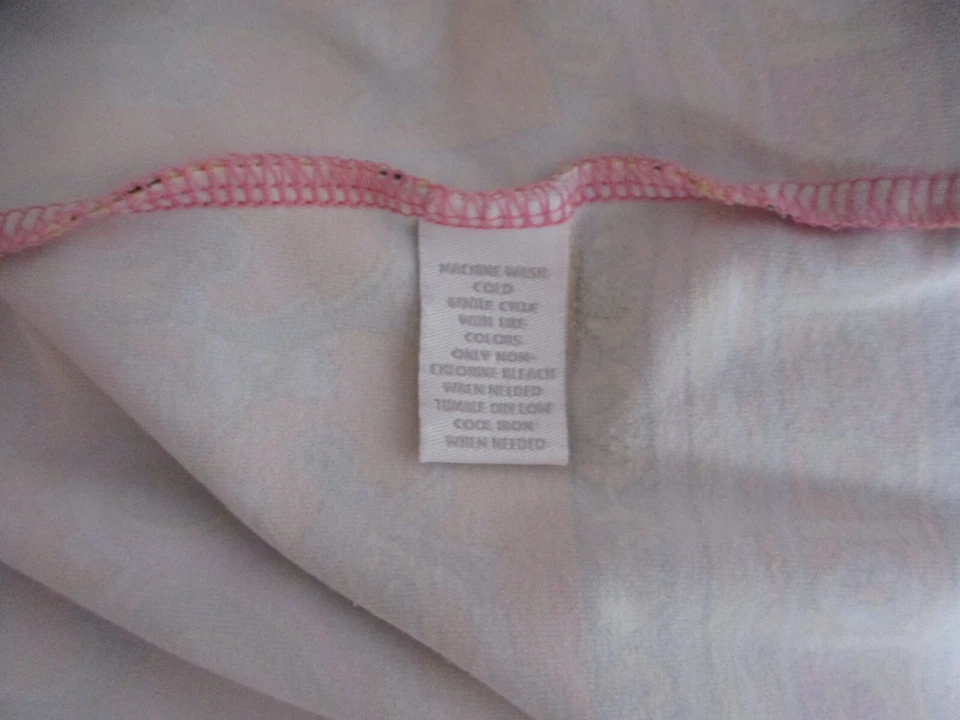 MACHINE WASH
COLD
GENTLE CYCLE
WITH LIKE
COLORS
ONLY NON-
CHLORINE BLEACH
WHEN NEEDED
TUMBLE DRY LOW
COOL IRON
WHEN NEEDED